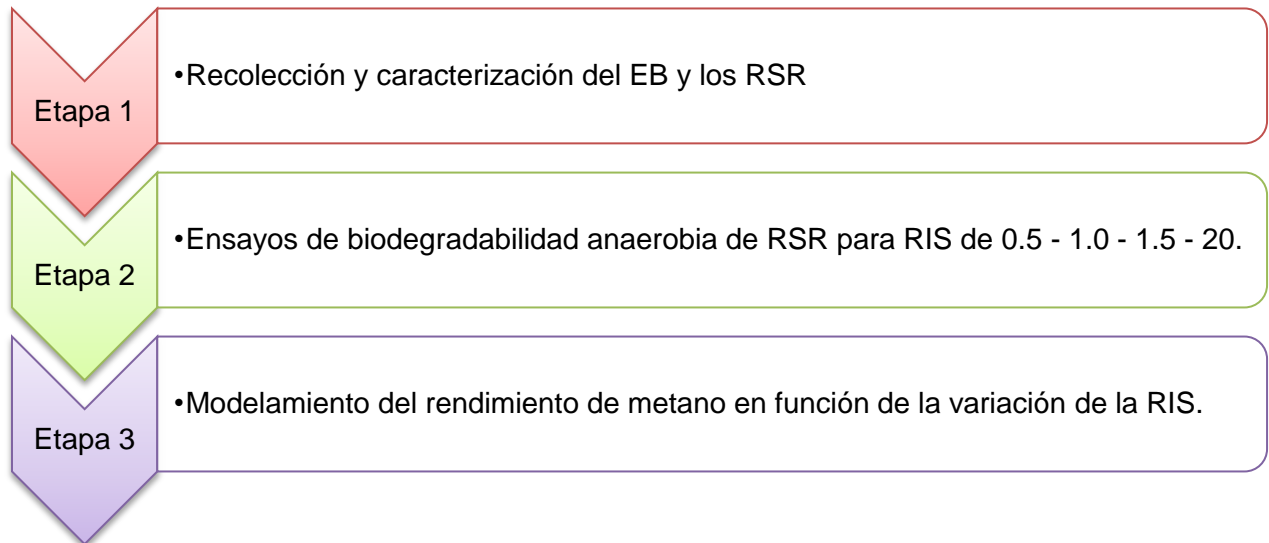 Etapa 1
•Recolección y caracterización del EB y los RSR
Etapa 2
•Ensayos de biodegradabilidad anaerobia de RSR para RIS de 0.5 - 1.0 - 1.5 - 20.
Etapa 3
•Modelamiento del rendimiento de metano en función de la variación de la RIS.